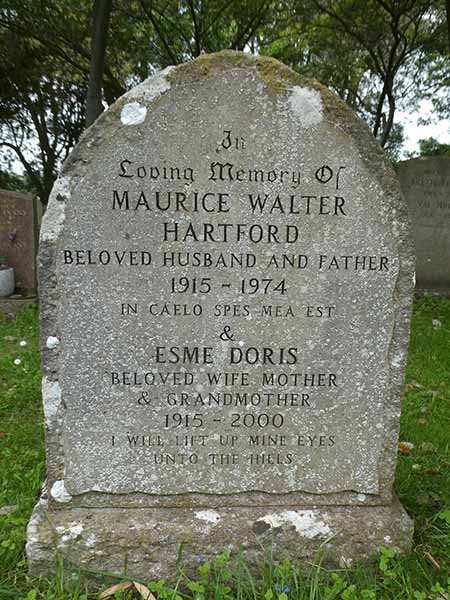 In
Loving Memory Of
MAURICE WALTER
HARTFORD
BELOVED HUSBAND AND FATHER
1915 - 1974
IN CAELO SPES MEA EST
&
ESME DORIS
BELOVED WIFE MOTHER
& GRANDMOTHER
1915 - 2000
I WILL LIFT UP MINE EYES
UNTO THE HILLS